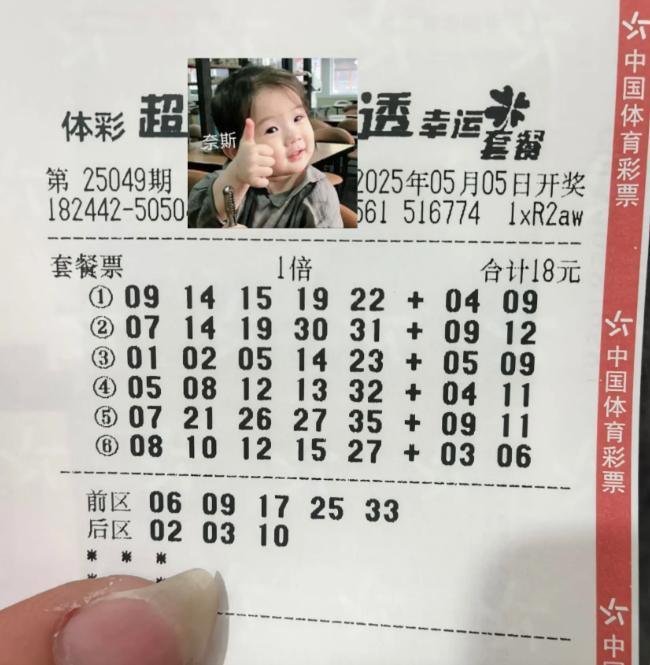 体彩 超 透 幸运套餐
奈斯
第 25049期 2025年05月05日开奖
182442-5050 561 516774 1xR2aw
套餐票 1倍 合计18元
① 09 14 15 19 22 + 04 09
② 07 14 19 30 31 + 09 12
③ 01 02 05 14 23 + 05 09
④ 05 08 12 13 32 + 04 11
⑤ 07 21 26 27 35 + 09 11
⑥ 08 10 12 15 27 + 03 06
前区 06 09 17 25 33
后区 02 03 10
* * *
中国体育彩票
中国体育彩票
中国体